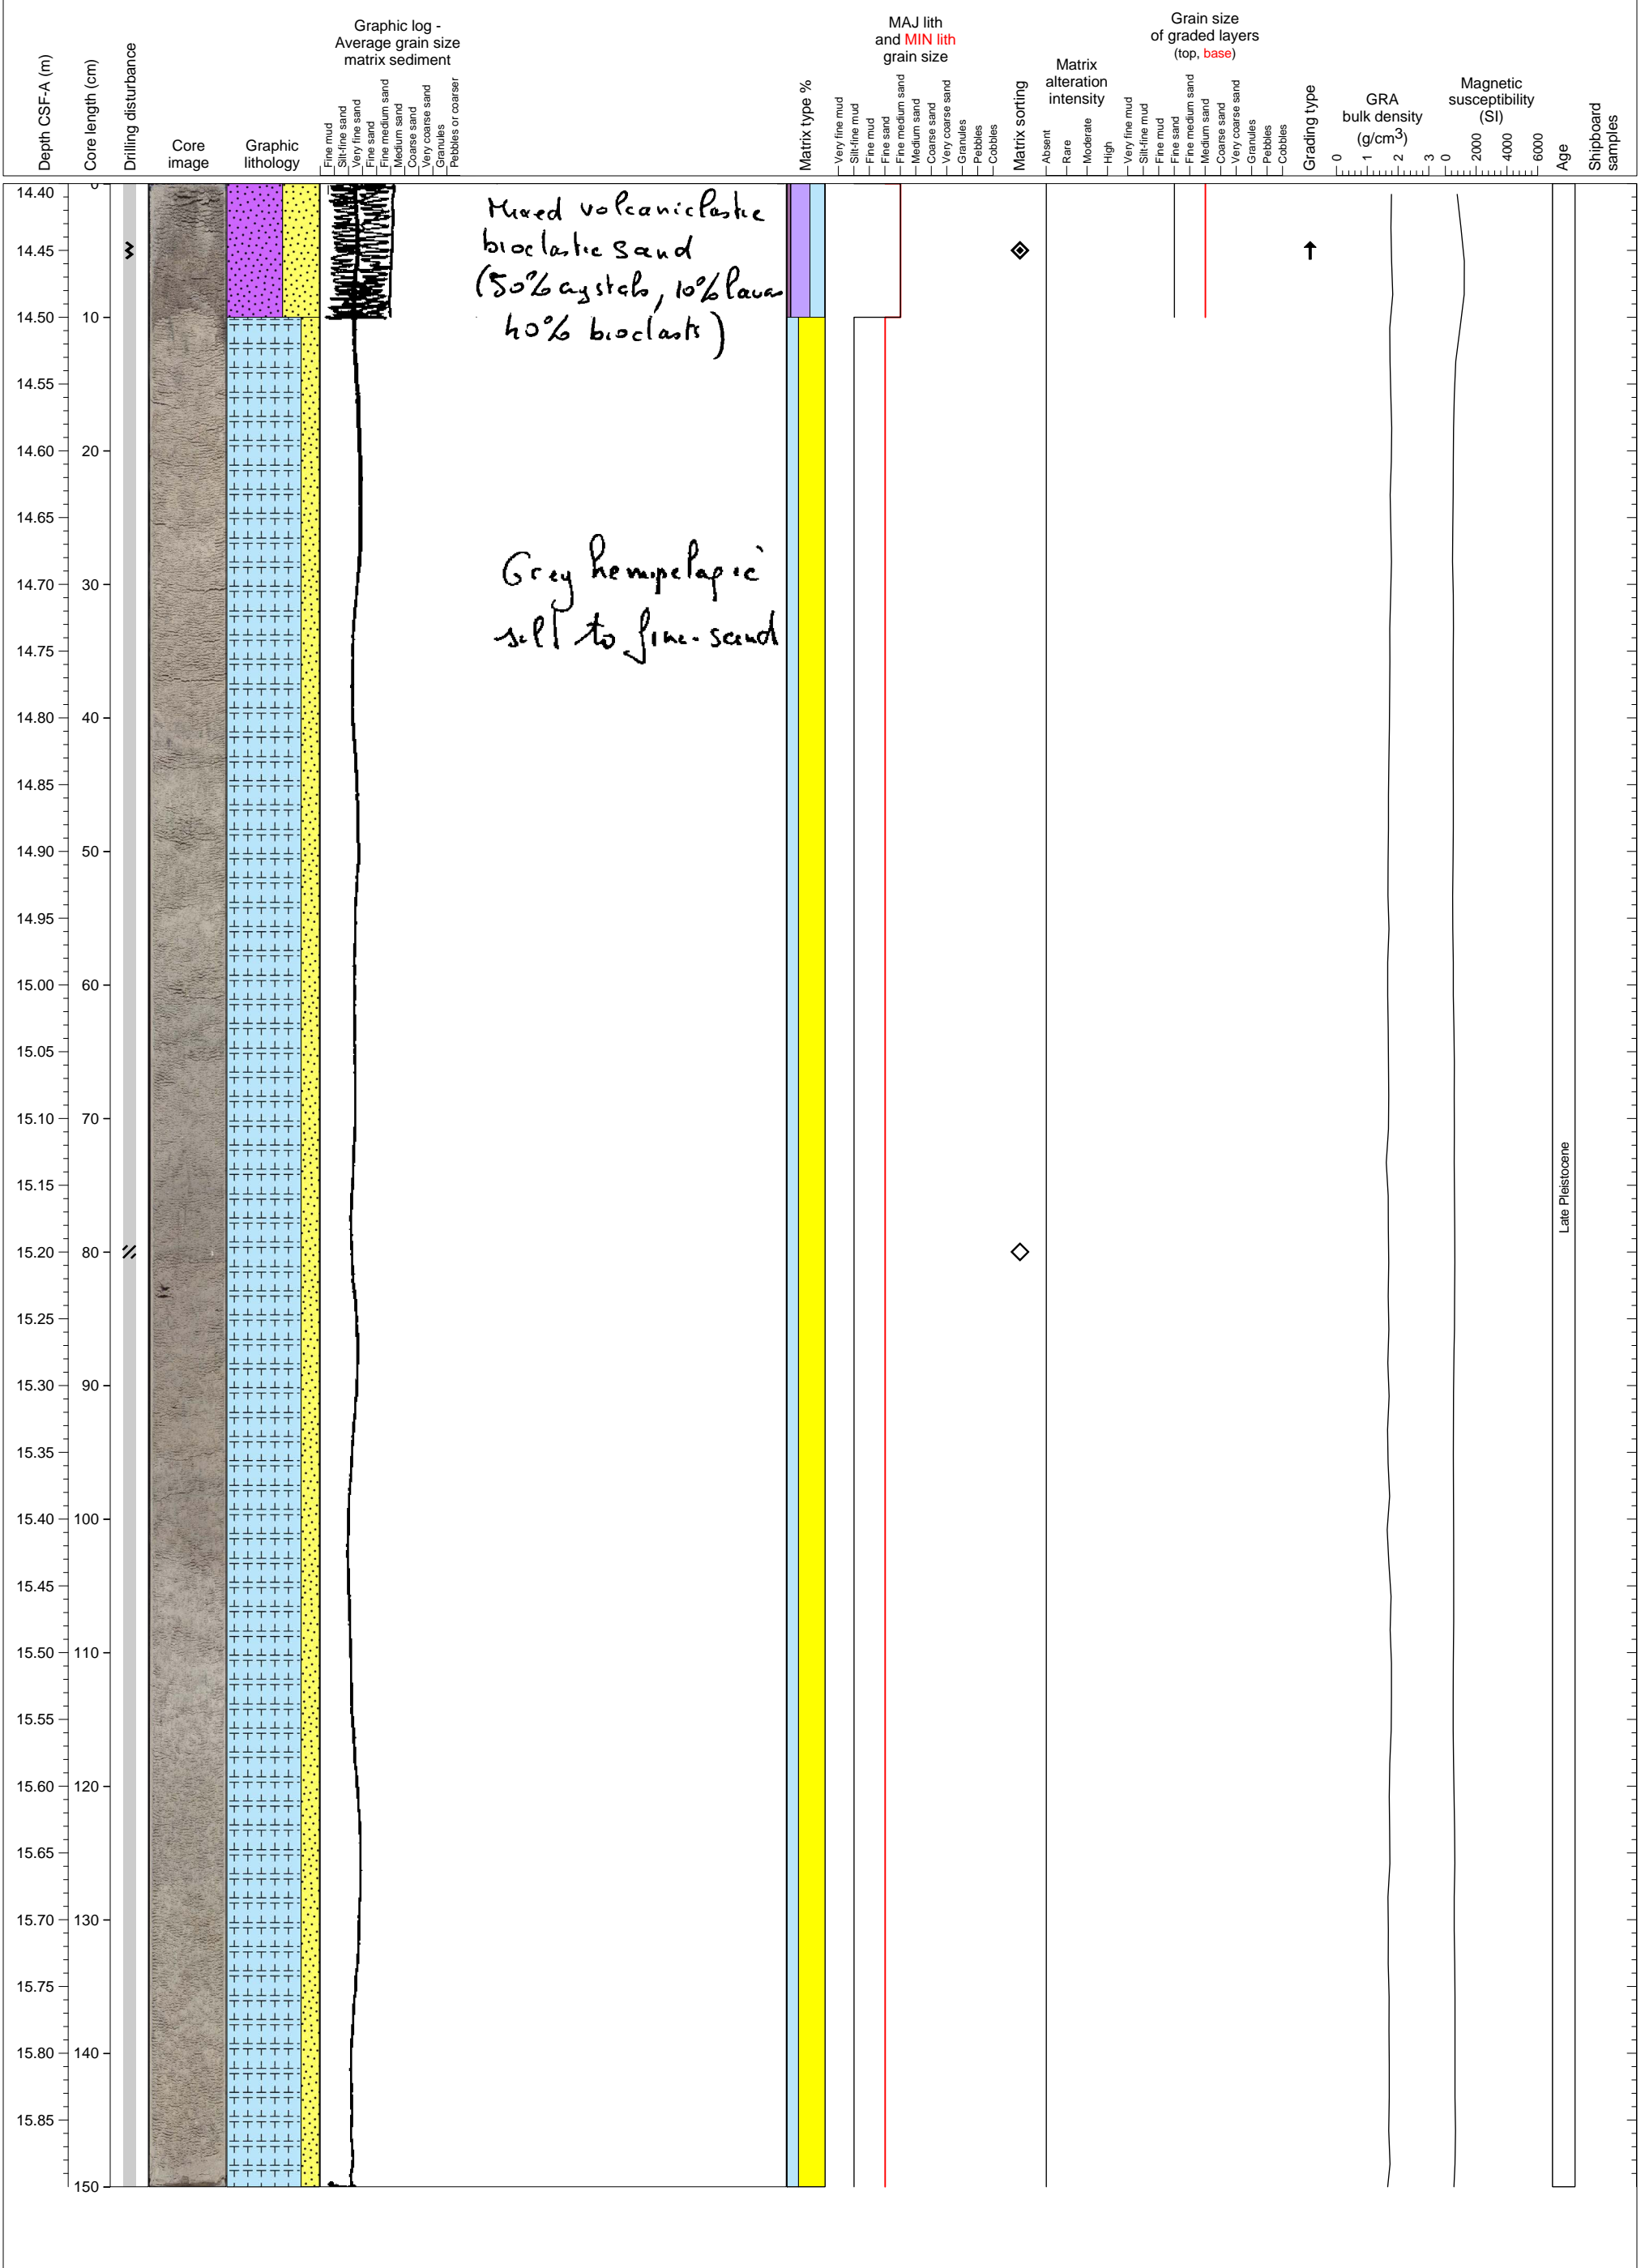 Depth CSF-A (m)
Core length (cm)
Drilling disturbance
Core
image
Graphic
lithology
Graphic log -
Average grain size
matrix sediment
Fine mud
Silt-fine sand
Very fine sand
Fine sand
Fine medium sand
Medium sand
Coarse sand
Very coarse sand
Granules
Pebbles or coarser
Matrix type %
MAJ lith
and MIN lith
grain size
Very fine mud
Silt-fine mud
Fine mud
Fine sand
Fine medium sand
Medium sand
Coarse sand
Very coarse sand
Granules
Pebbles
Cobbles
Matrix sorting
Matrix
alteration
intensity
Absent
Rare
Moderate
High
Grain size
of graded layers
(top, base)
Very fine mud
Silt-fine mud
Fine mud
Fine sand
Fine medium sand
Medium sand
Coarse sand
Very coarse sand
Granules
Pebbles
Cobbles
Grading type
GRA
bulk density
(g/cm3)
0 1 2 3
Magnetic
susceptibility
(SI)
0 2000 4000 6000
Age
Shipboard
samples
14.40 0
14.45
14.50 10
14.55
14.60 20
14.65
14.70 30
14.75
14.80 40
14.85
14.90 50
14.95
15.00 60
15.05
15.10 70
15.15
15.20 80
15.25
15.30 90
15.35
15.40 100
15.45
15.50 110
15.55
15.60 120
15.65
15.70 130
15.75
15.80 140
15.85
150
Mixed volcaniclastic
bioclastic sand
(50% crystals, 10% lavas
40% bioclasts)
Grey hemipelagic
silt to fine-sand
Late Pleistocene